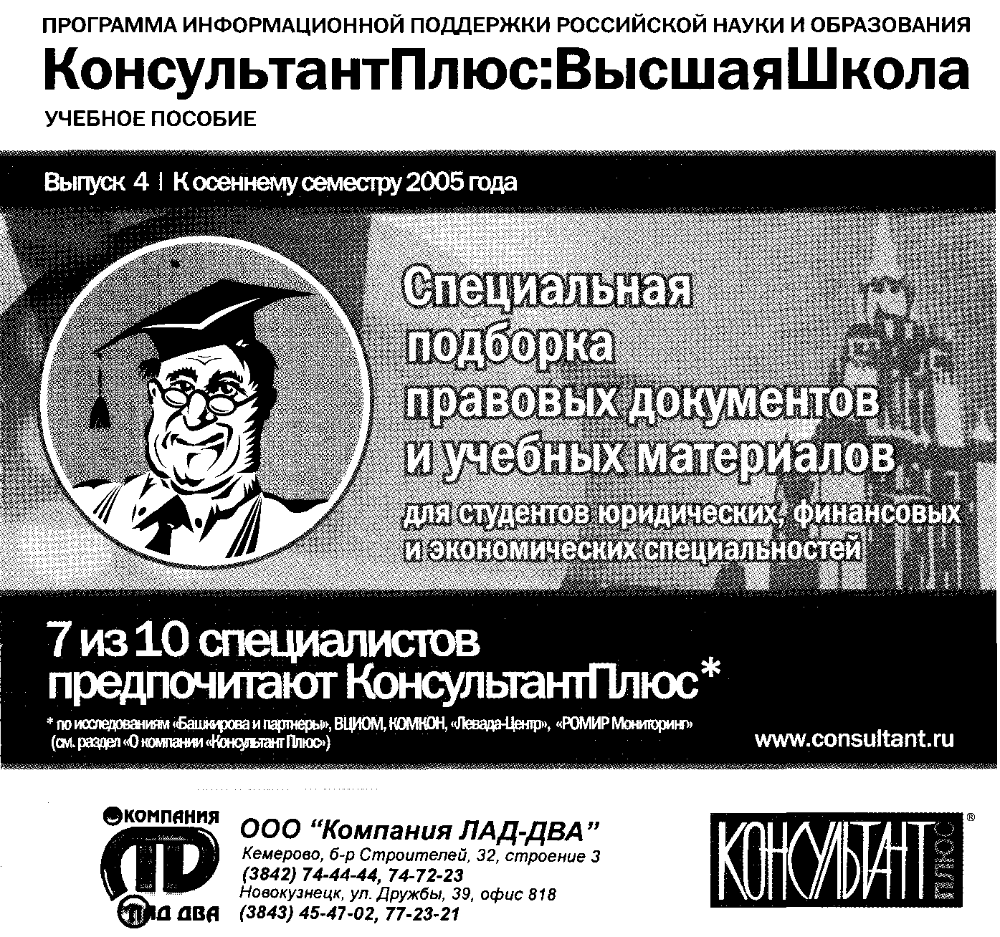 ПРОГРАММА ИНФОРМАЦИОННОЙ ПОДДЕРЖКИ РОССИЙСКОЙ НАУКИ И ОБРАЗОВАНИЯ
КонсультантПлюс:ВысшаяШкола
УЧЕБНОЕ ПОСОБИЕ
Выпуск 4 | К осеннему семестру 2005 года
Специальная
подборка
правовых документов
и учебных материалов
для студентов юридических, финансовых
и экономических специальностей
7 из 10 специалистов
предпочитают КонсультантПлюс*
* по исследованиям «Башкирова и партнеры», ВЦИОМ, КОМКОН, «Левада-Центр», «РОМИР Мониторинг»
(см. раздел «О компании «Консультант Плюс»)
www.consultant.ru
КОМПАНИЯ
ЛД
ЛАД ДВА
ООО "Компания ЛАД-ДВА"
Кемерово, б-р Строителей, 32, строение 3
(3842) 74-44-44, 74-72-23
Новокузнецк, ул. Дружбы, 39, офис 818
(3843) 45-47-02, 77-23-21
КОНСУЛЬТАНТ ПЛЮС ®